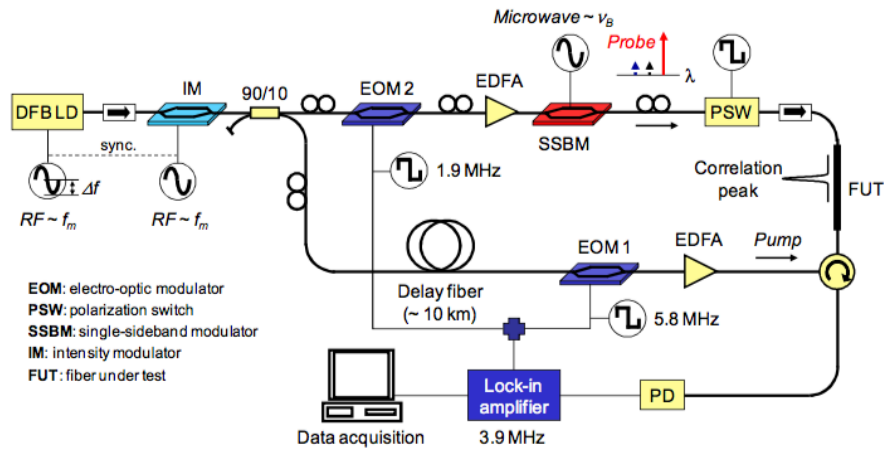 Microwave ~ νB
Probe
λ
IM
90/10
EOM 2
EDFA
DFB LD
PSW
SSBM
sync.
Δf
1.9 MHz
Correlation
peak
FUT
RF ~ fm
RF ~ fm
EOM 1
EDFA
Pump
Delay fiber
(~ 10 km)
5.8 MHz
EOM: electro-optic modulator
PSW: polarization switch
SSBM: single-sideband modulator
IM: intensity modulator
FUT: fiber under test
Lock-in
amplifier
PD
Data acquisition
3.9 MHz